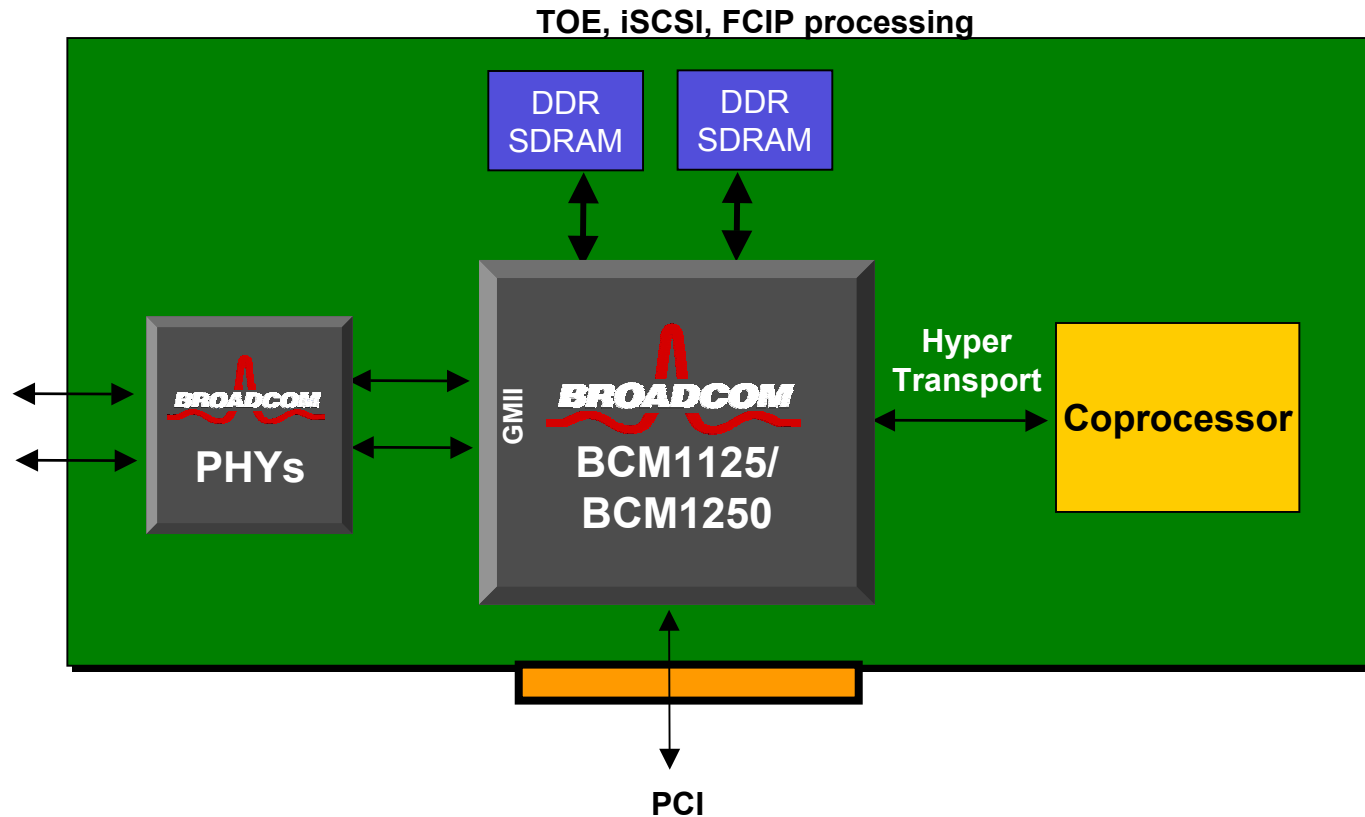 TOE, iSCSI, FCIP processing
DDR
SDRAM
DDR
SDRAM
BROADCOM
PHYs
GMII
BROADCOM
BCM1125/
BCM1250
Hyper
Transport
Coprocessor
PCI